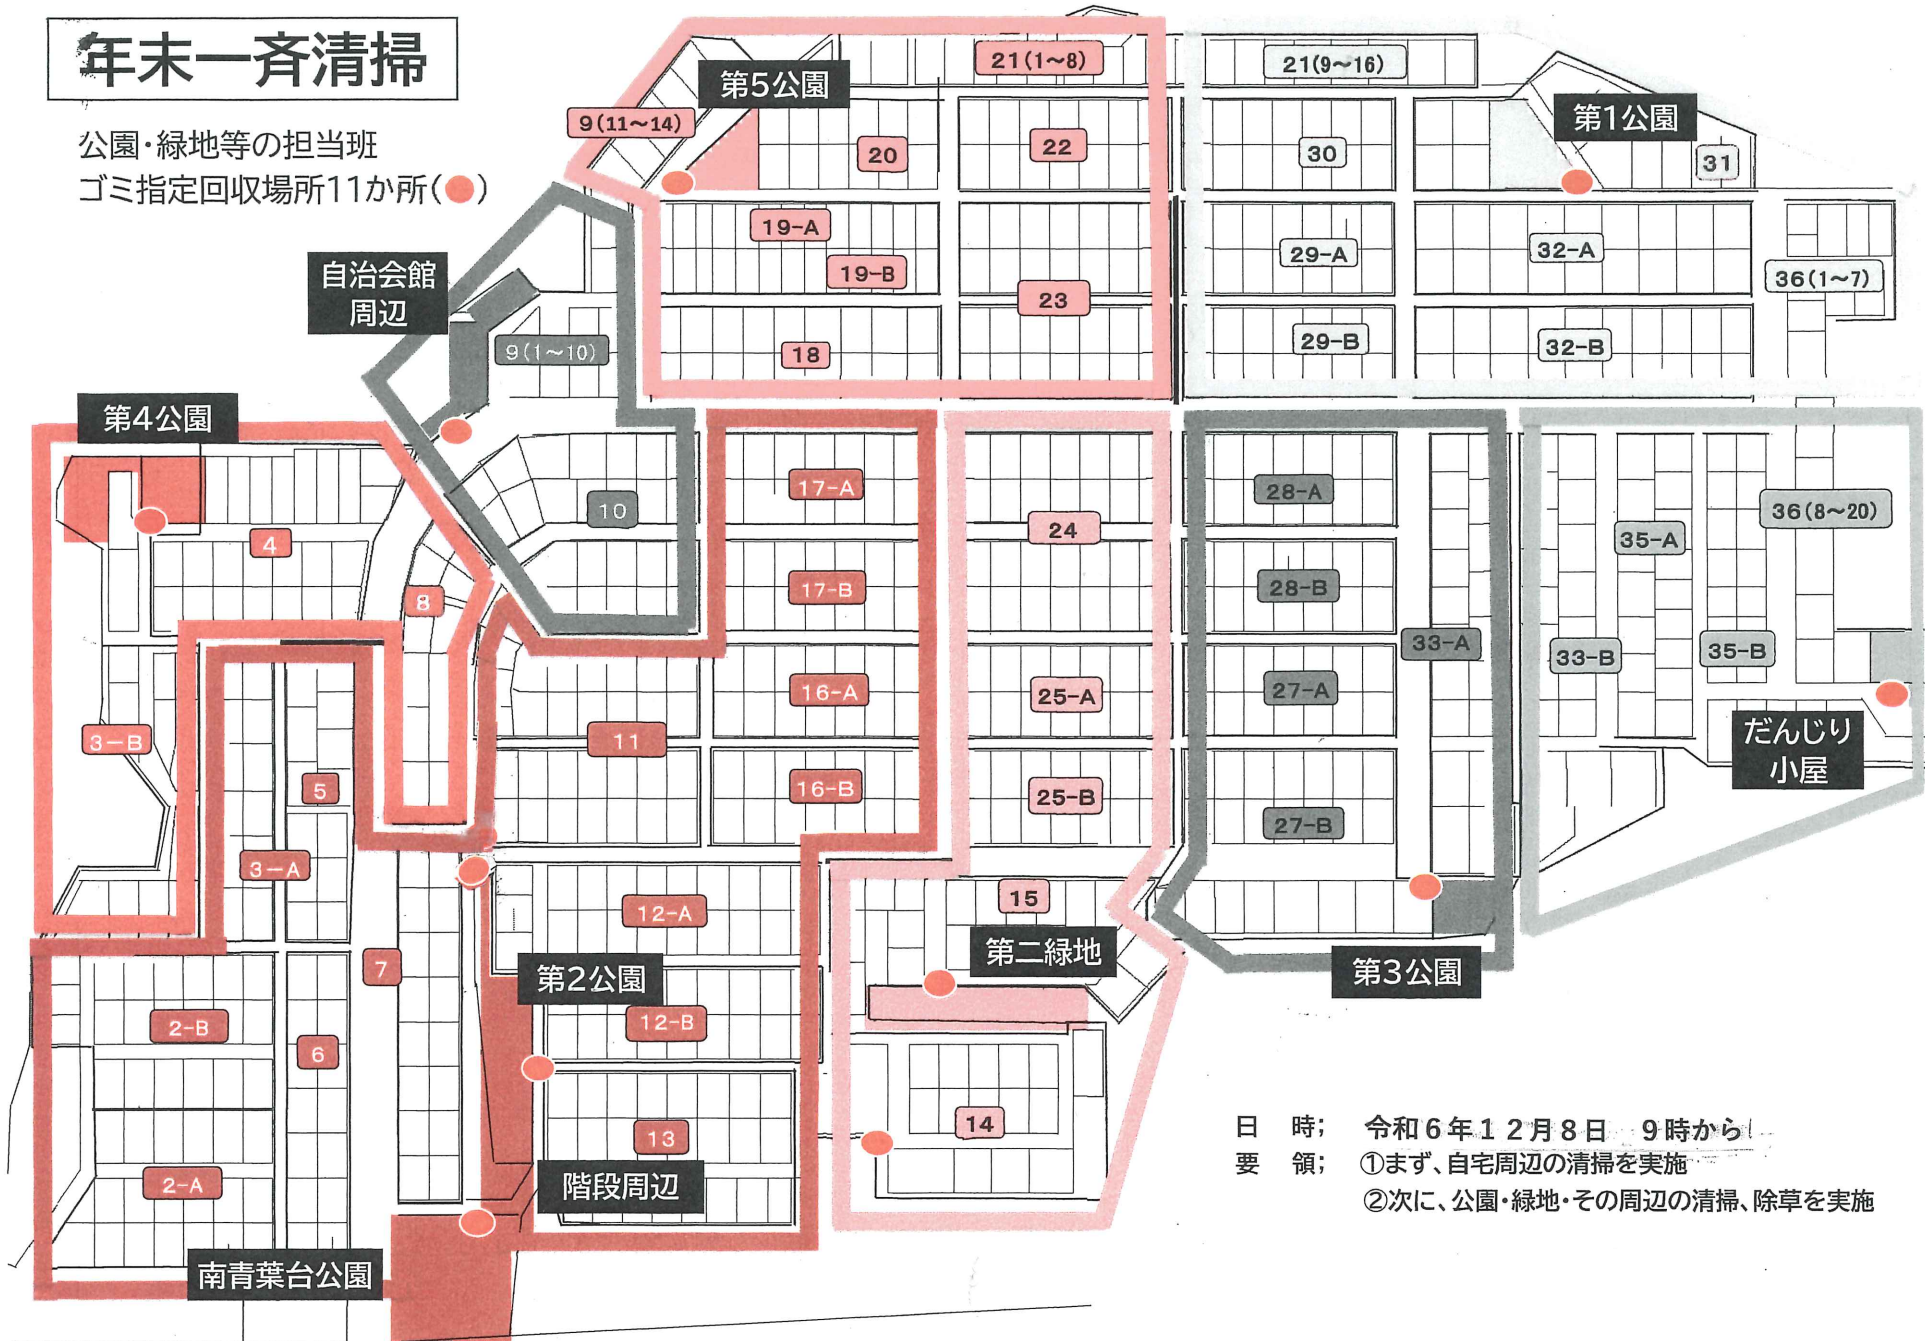 年末一斉清掃
公園・緑地等の担当班
ゴミ指定回収場所11か所(●)
第5公園
21(1～8)
21(9～16)
第1公園
9(11～14)
20
22
30
31
19-A
19-B
23
29-A
32-A
36(1～7)
自治会館
周辺
9(1～10)
18
29-B
32-B
第4公園
4
8
10
17-A
24
28-A
35-A
36(8～20)
17-B
28-B
33-A
33-B
35-B
3-B
5
11
16-A
25-A
27-A
だんじり
小屋
3-A
16-B
25-B
27-B
7
12-A
15
第二緑地
第3公園
第2公園
2-B
6
12-B
2-A
13
14
階段周辺
南青葉台公園
日 時; 令和6年12月8日 9時から
要 領; ①まず、自宅周辺の清掃を実施
②次に、公園・緑地・その周辺の清掃、除草を実施